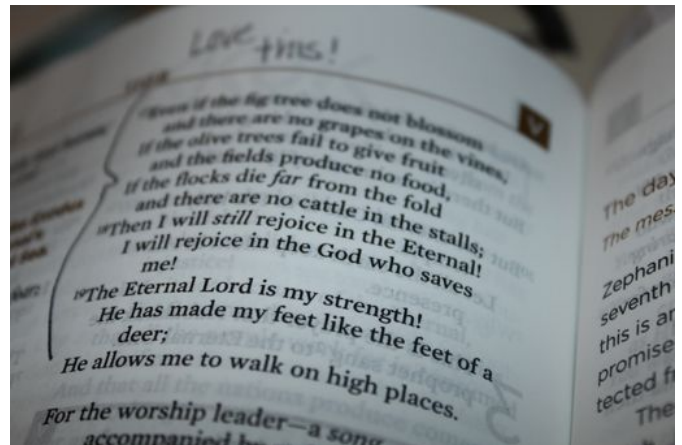 Love this!
V
17Even if the fig tree does not blossom
and there are no grapes on the vines,
If the olive trees fail to give fruit
and the fields produce no food,
If the flocks die far from the fold
and there are no cattle in the stalls;
18Then I will still rejoice in the Eternal!
I will rejoice in the God who saves
me!
19The Eternal Lord is my strength!
He has made my feet like the feet of a
deer;
He allows me to walk on high places.
For the worship leader—a song
accompanied by
The day
The mes
Zephani
seventh
this is an
promise
tected fr
The